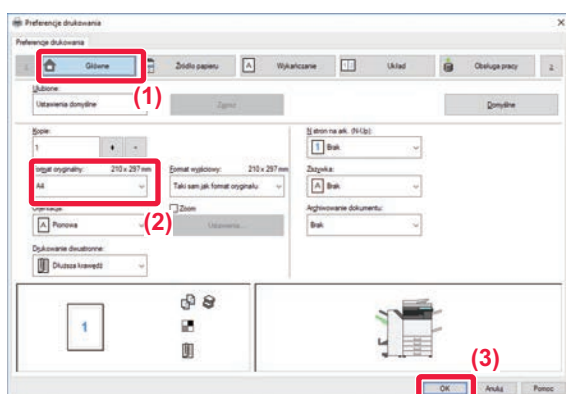 Preferencje drukowania
Preferencje drukowania
Główne
Źródło papieru
Wykańczanie
Układ
Obsługa pracy
(1)
Ulubione:
Ustawienia domyślne
Zapisz
Domyślne
Kopie:
1
+
-
N stron na ark. (N-Up):
1
Brak
Format oryginalny:
210 x 297 mm
A4
Format wyjściowy:
210 x 297 mm
Taki sam jak format oryginału
Zszywka:
A
Brak
(2)
Orientacja:
A
Pionowa
Zoom
Ustawienia...
Archiwowanie dokumentu:
Brak
Drukowanie dwustronne:
Dłuższa krawędź
1
(3)
OK
Anuluj
Pomoc